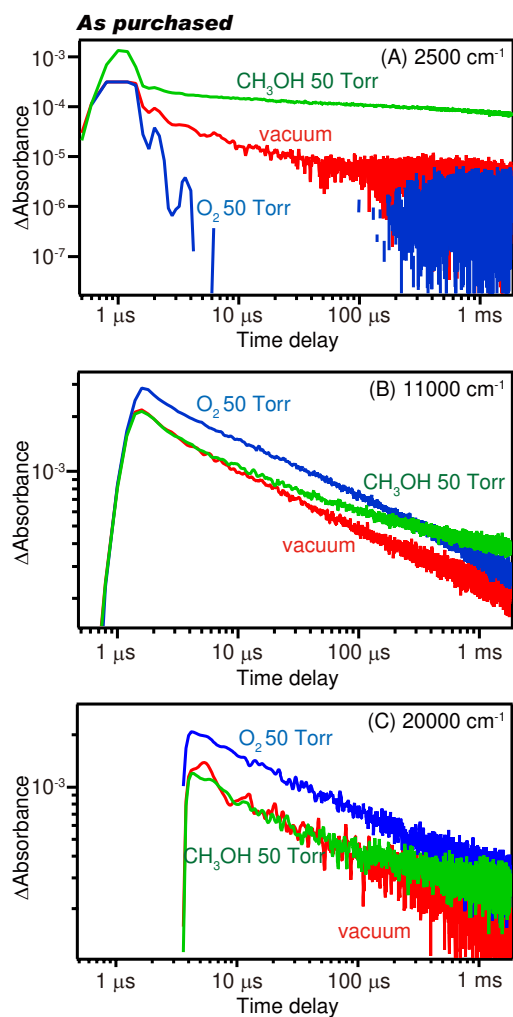 As purchased
(A) 2500 cm⁻¹
10⁻³
CH₃OH 50 Torr
10⁻⁴
vacuum
10⁻⁵
10⁻⁶
O₂ 50 Torr
10⁻⁷
ΔAbsorbance
1 µs 10 µs 100 µs 1 ms
Time delay
(B) 11000 cm⁻¹
O₂ 50 Torr
10⁻³
CH₃OH 50 Torr
vacuum
ΔAbsorbance
1 µs 10 µs 100 µs 1 ms
Time delay
(C) 20000 cm⁻¹
O₂ 50 Torr
10⁻³
CH₃OH 50 Torr
vacuum
ΔAbsorbance
1 µs 10 µs 100 µs 1 ms
Time delay